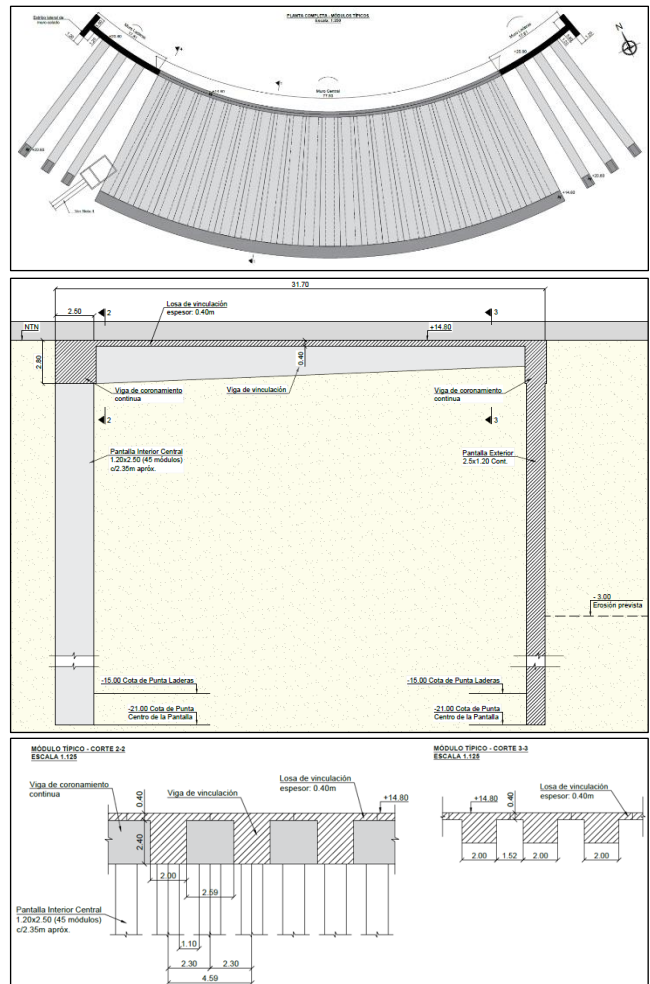 PLANTA COMPLETA - MÓDULOS TÍPICOS
Muro Central
N
+14.80
31.70
2.50
2
Losa de vinculación
espesor: 0.40m
3
NTN
+14.80
2.80
0.40
Viga de coronamiento
continua
Viga de vinculación
Viga de coronamiento
continua
2
3
Pantalla Interior Central
1.20x2.50 (45 módulos)
c/2.35m apróx.
Pantalla Exterior
2.5x1.20 Cont.
- 3.00
Erosión prevista
-15.00 Cota de Punta Laderas
-15.00 Cota de Punta Laderas
-21.00 Cota de Punta
Centro de la Pantalla
-21.00 Cota de Punta
Centro de la Pantalla
MÓDULO TÍPICO - CORTE 2-2
ESCALA 1.125
MÓDULO TÍPICO - CORTE 3-3
ESCALA 1.125
Viga de coronamiento
continua
0.40
Viga de vinculación
Losa de vinculación
espesor: 0.40m
+14.80
2.40
2.00
2.59
Pantalla Interior Central
1.20x2.50 (45 módulos)
c/2.35m apróx.
1.10
2.30
2.30
4.59
+14.80
0.40
Losa de vinculación
espesor: 0.40m
2.00
1.52
2.00
2.00